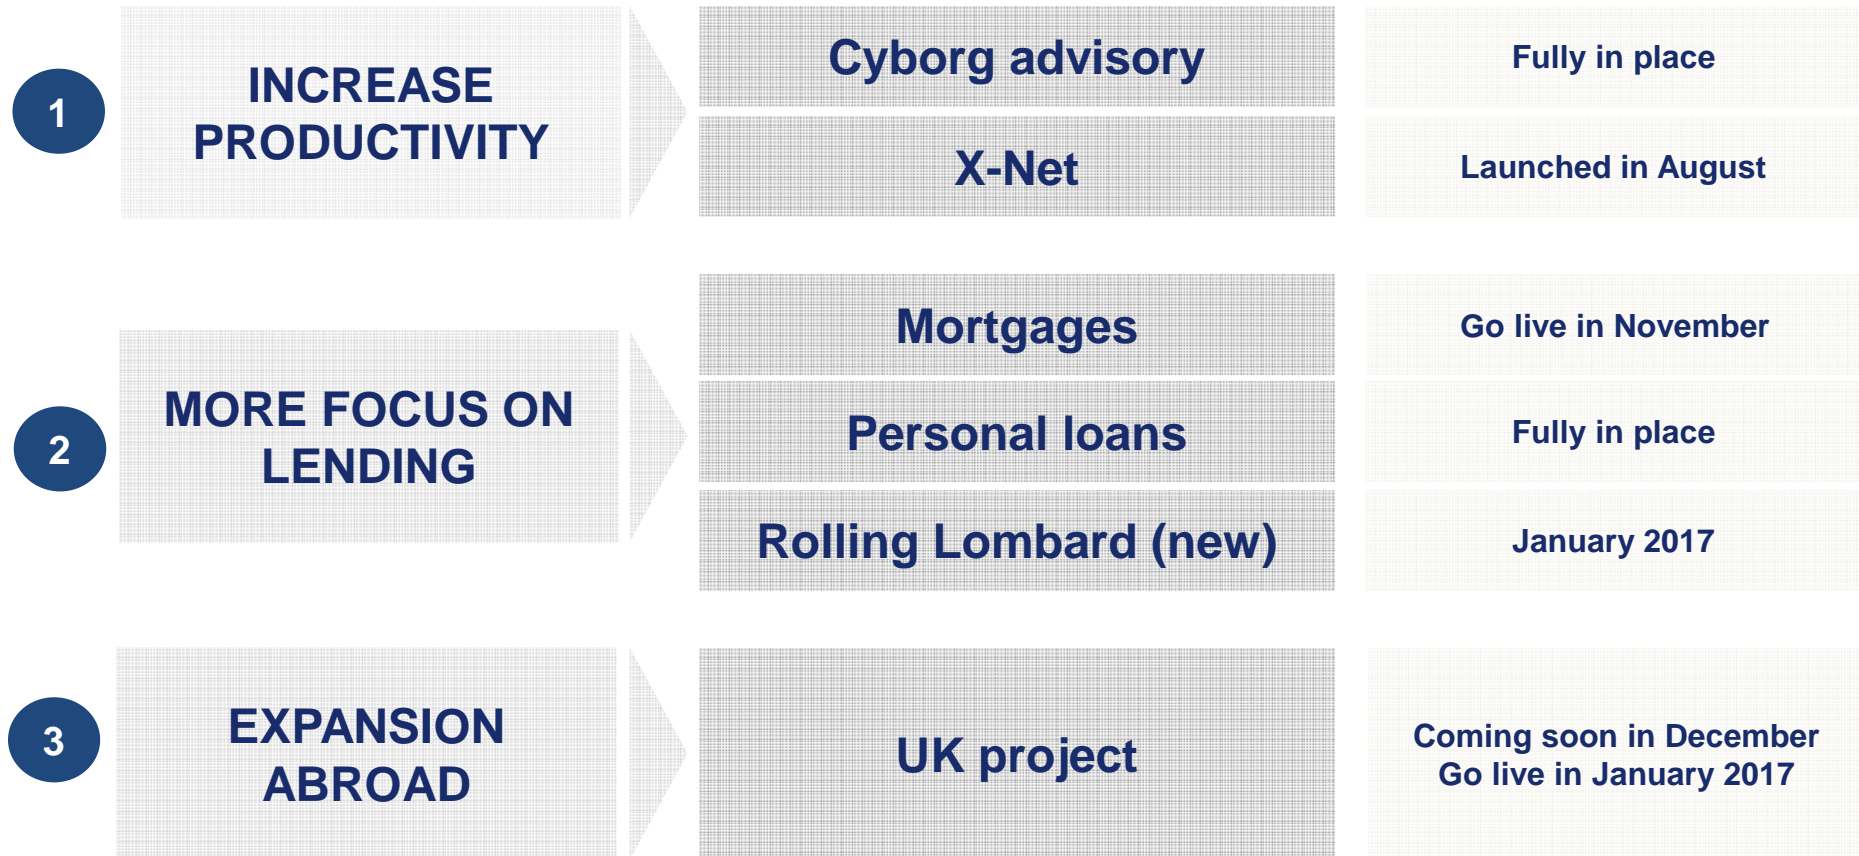 1
INCREASE
PRODUCTIVITY
Cyborg advisory
Fully in place
X-Net
Launched in August
2
MORE FOCUS ON
LENDING
Mortgages
Go live in November
Personal loans
Fully in place
Rolling Lombard (new)
January 2017
3
EXPANSION
ABROAD
UK project
Coming soon in December
Go live in January 2017